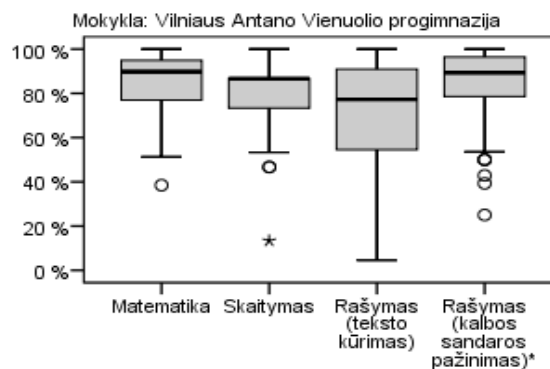 Mokykla: Vilniaus Antano Vienuolio progimnazija
100 %
80 %
60 %
40 %
20 %
0 %
Matematika
Skaitymas
Rašymas
(teksto
kūrimas)
Rašymas
(kalbos
sandaros
pažinimas)*